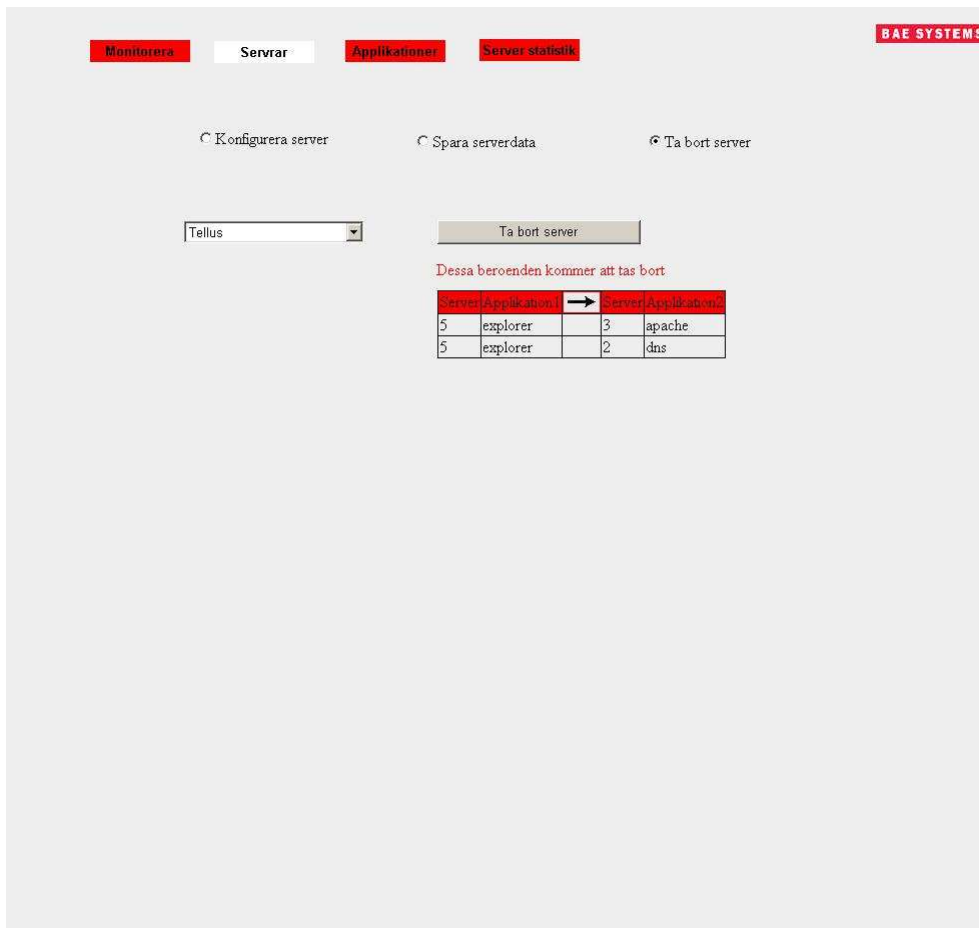 BAE SYSTEMS
Monitorera Servrar Applikationer Server statistik
Konfigurera server Spara serverdata Ta bort server
Tellus Ta bort server
Dessa beroenden kommer att tas bort
Server Applikation1 Server Applikation2
5 explorer 3 apache
5 explorer 2 dns